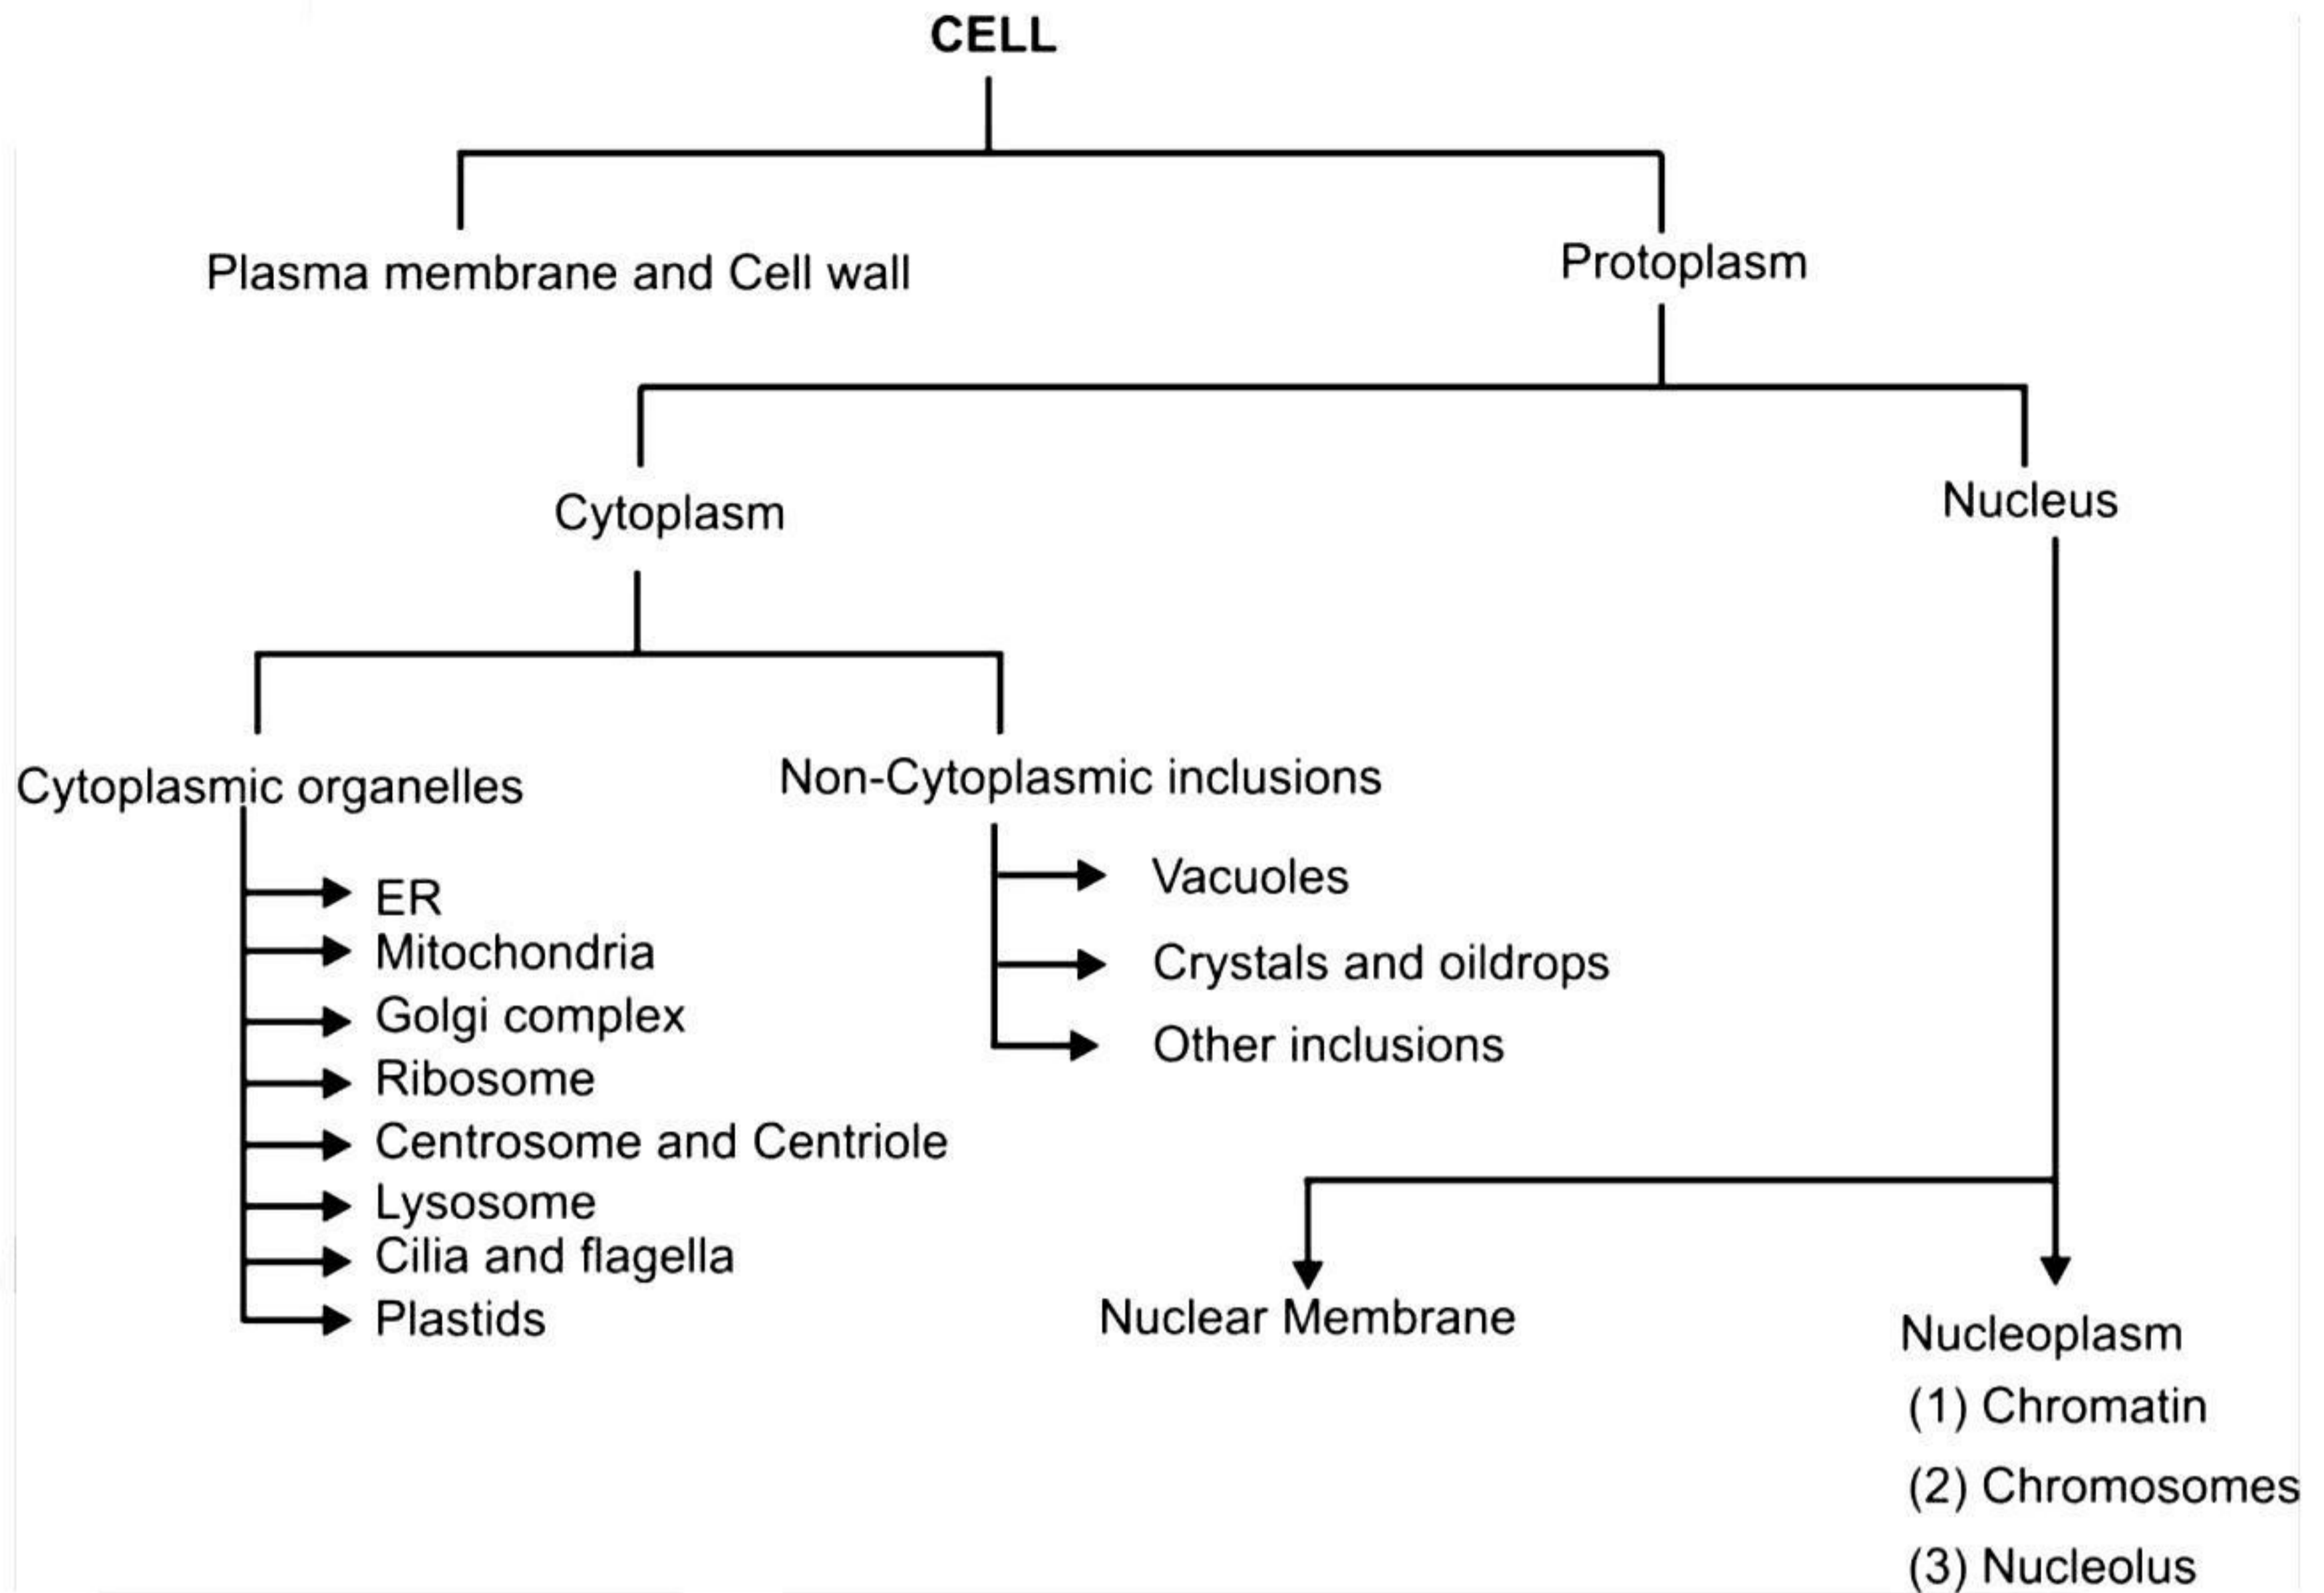 CELL
Plasma membrane and Cell wall
Protoplasm
Cytoplasm
Nucleus
Cytoplasmic organelles
ER
Mitochondria
Golgi complex
Ribosome
Centrosome and Centriole
Lysosome
Cilia and flagella
Plastids
Non-Cytoplasmic inclusions
Vacuoles
Crystals and oildrops
Other inclusions
Nuclear Membrane
Nucleoplasm
(1) Chromatin
(2) Chromosomes
(3) Nucleolus